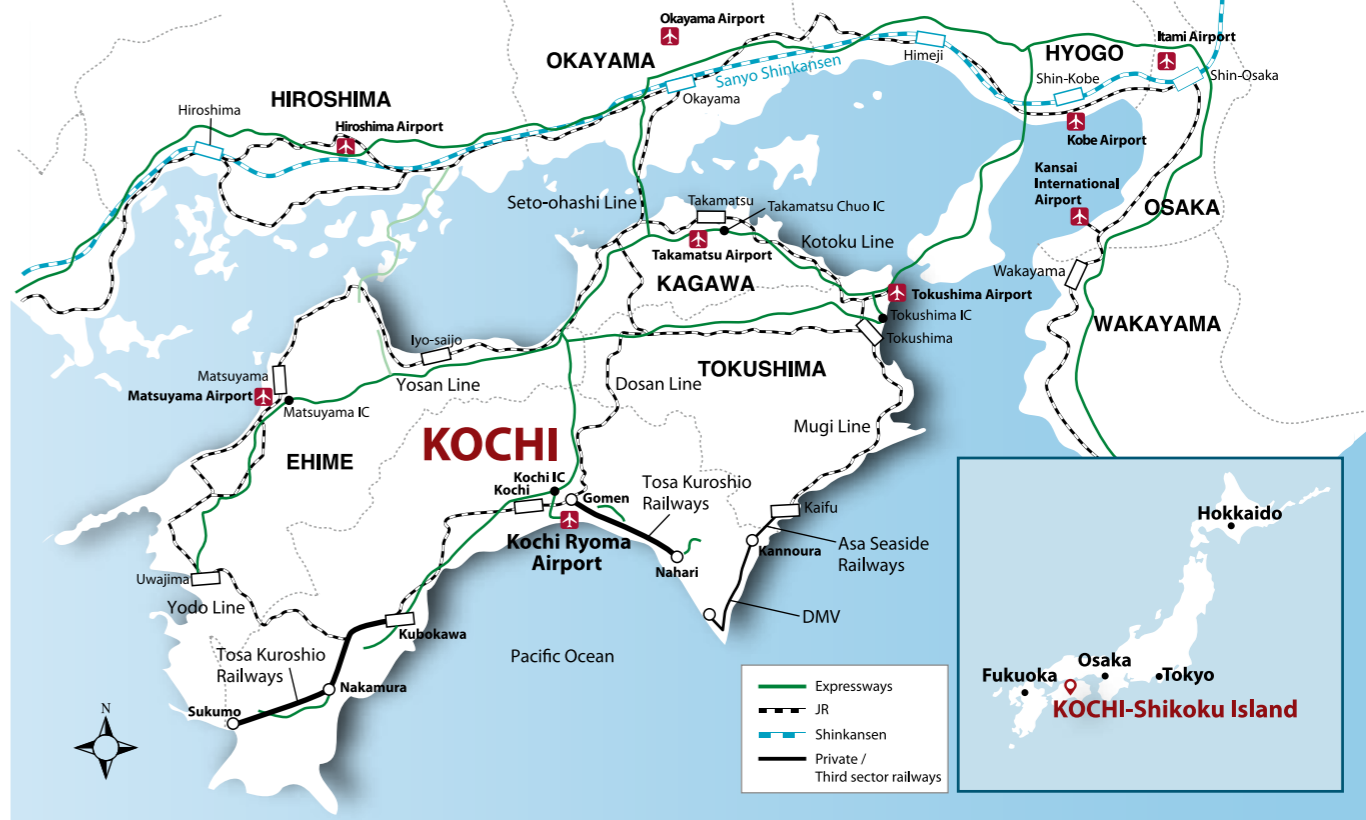 Okayama Airport
OKAYAMA
HYOGO
Itami Airport
Himeji
Sanyo Shinkansen
Shin-Kobe
Shin-Osaka
HIROSHIMA
Hiroshima
Hiroshima Airport
Okayama
Kobe Airport
Kansai
International
Airport
OSAKA
Seto-ohashi Line
Takamatsu
Takamatsu Chuo IC
Kotoku Line
Takamatsu Airport
KAGAWA
Wakayama
Tokushima Airport
Tokushima IC
Tokushima
WAKAYAMA
Iyo-saijo
Matsuyama
Matsuyama Airport
Matsuyama IC
Yosan Line
Dosan Line
TOKUSHIMA
Mugi Line
KOCHI
EHIME
Kochi IC
Kochi
Gomen
Tosa Kuroshio
Railways
Kaifu
Kochi Ryoma
Airport
Kannoura
Asa Seaside
Railways
Nahari
Uwajima
Yodo Line
DMV
Kubokawa
Tosa Kuroshio
Railways
Pacific Ocean
Nakamura
Sukumo
N
Expressways
JR
Shinkansen
Private /
Third sector railways
Hokkaido
Osaka
Fukuoka
Tokyo
KOCHI-Shikoku Island